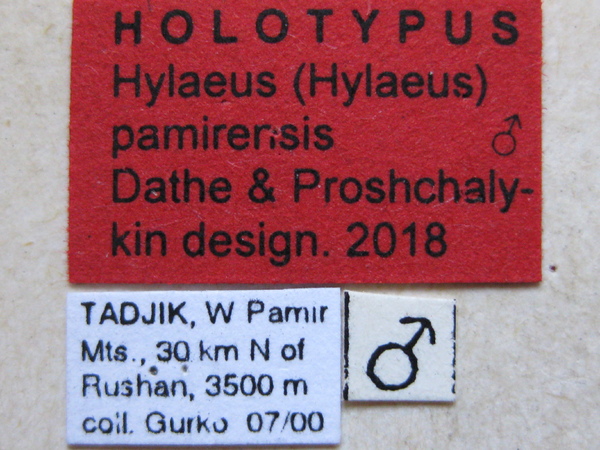 HOLOTYPUS
Hylaeus (Hylaeus)
pamirensis ♂
Dathe & Proshchaly-
kin design. 2018
TADJIK, W Pamir
Mts., 30 km N of
Rushan, 3500 m
coll. Gurko 07/00
♂